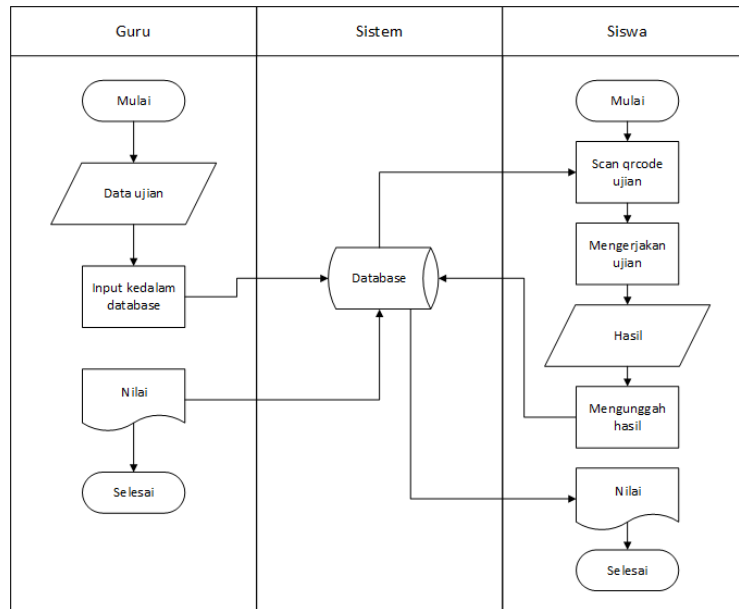 Guru
Sistem
Siswa
Mulai
Data ujian
Input kedalam
database
Nilai
Selesai
Database
Mulai
Scan qrcode
ujian
Mengerjakan
ujian
Hasil
Mengunggah
hasil
Nilai
Selesai